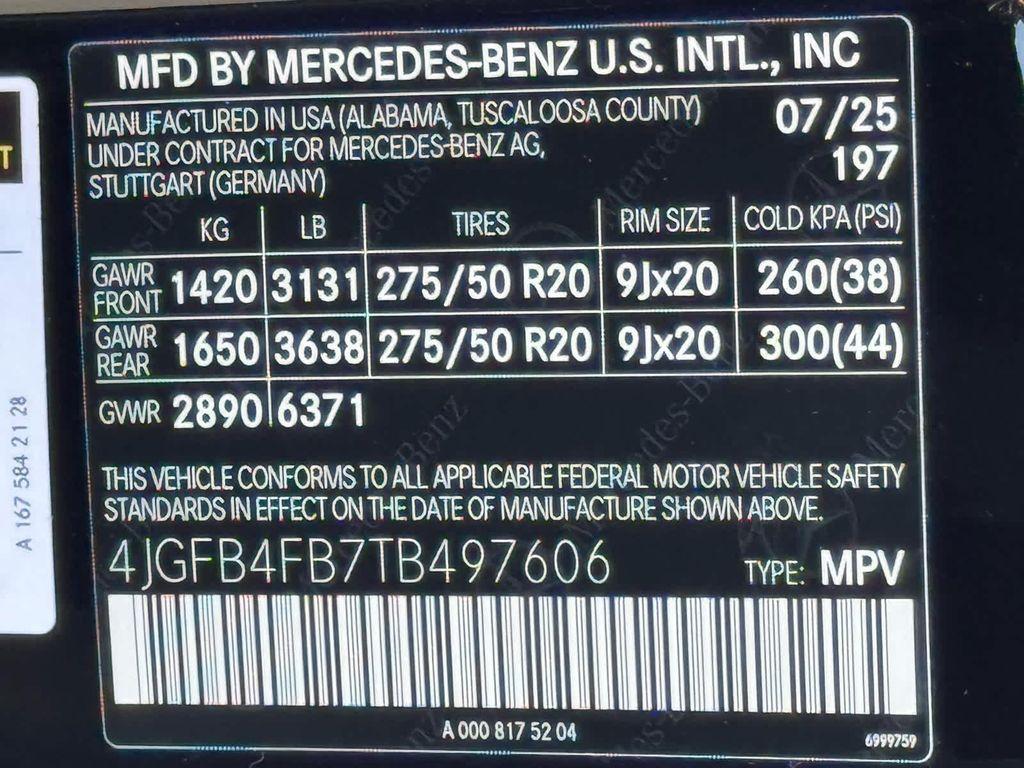 MFD BY MERCEDES-BENZ U.S. INTL., INC
MANUFACTURED IN USA (ALABAMA, TUSCALOOSA COUNTY) 07/25
UNDER CONTRACT FOR MERCEDES-BENZ AG, 197
STUTTGART (GERMANY)
KG LB TIRES RIM SIZE COLD KPA (PSI)
GAWR FRONT 1420 3131 275/50 R20 9Jx20 260(38)
GAWR REAR 1650 3638 275/50 R20 9Jx20 300(44)
GVWR 2890 6371
THIS VEHICLE CONFORMS TO ALL APPLICABLE FEDERAL MOTOR VEHICLE SAFETY
STANDARDS IN EFFECT ON THE DATE OF MANUFACTURE SHOWN ABOVE.
4JGFB4FB7TB497606 TYPE: MPV
A 000 817 52 04
6999759
A 167 584 21 28